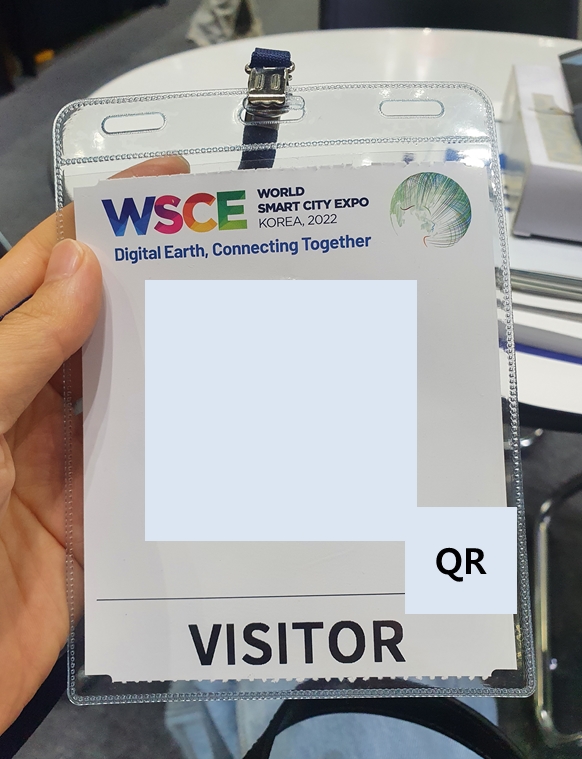 WSCE
WORLD
SMART CITY EXPO
KOREA, 2022
Digital Earth, Connecting Together
QR
VISITOR